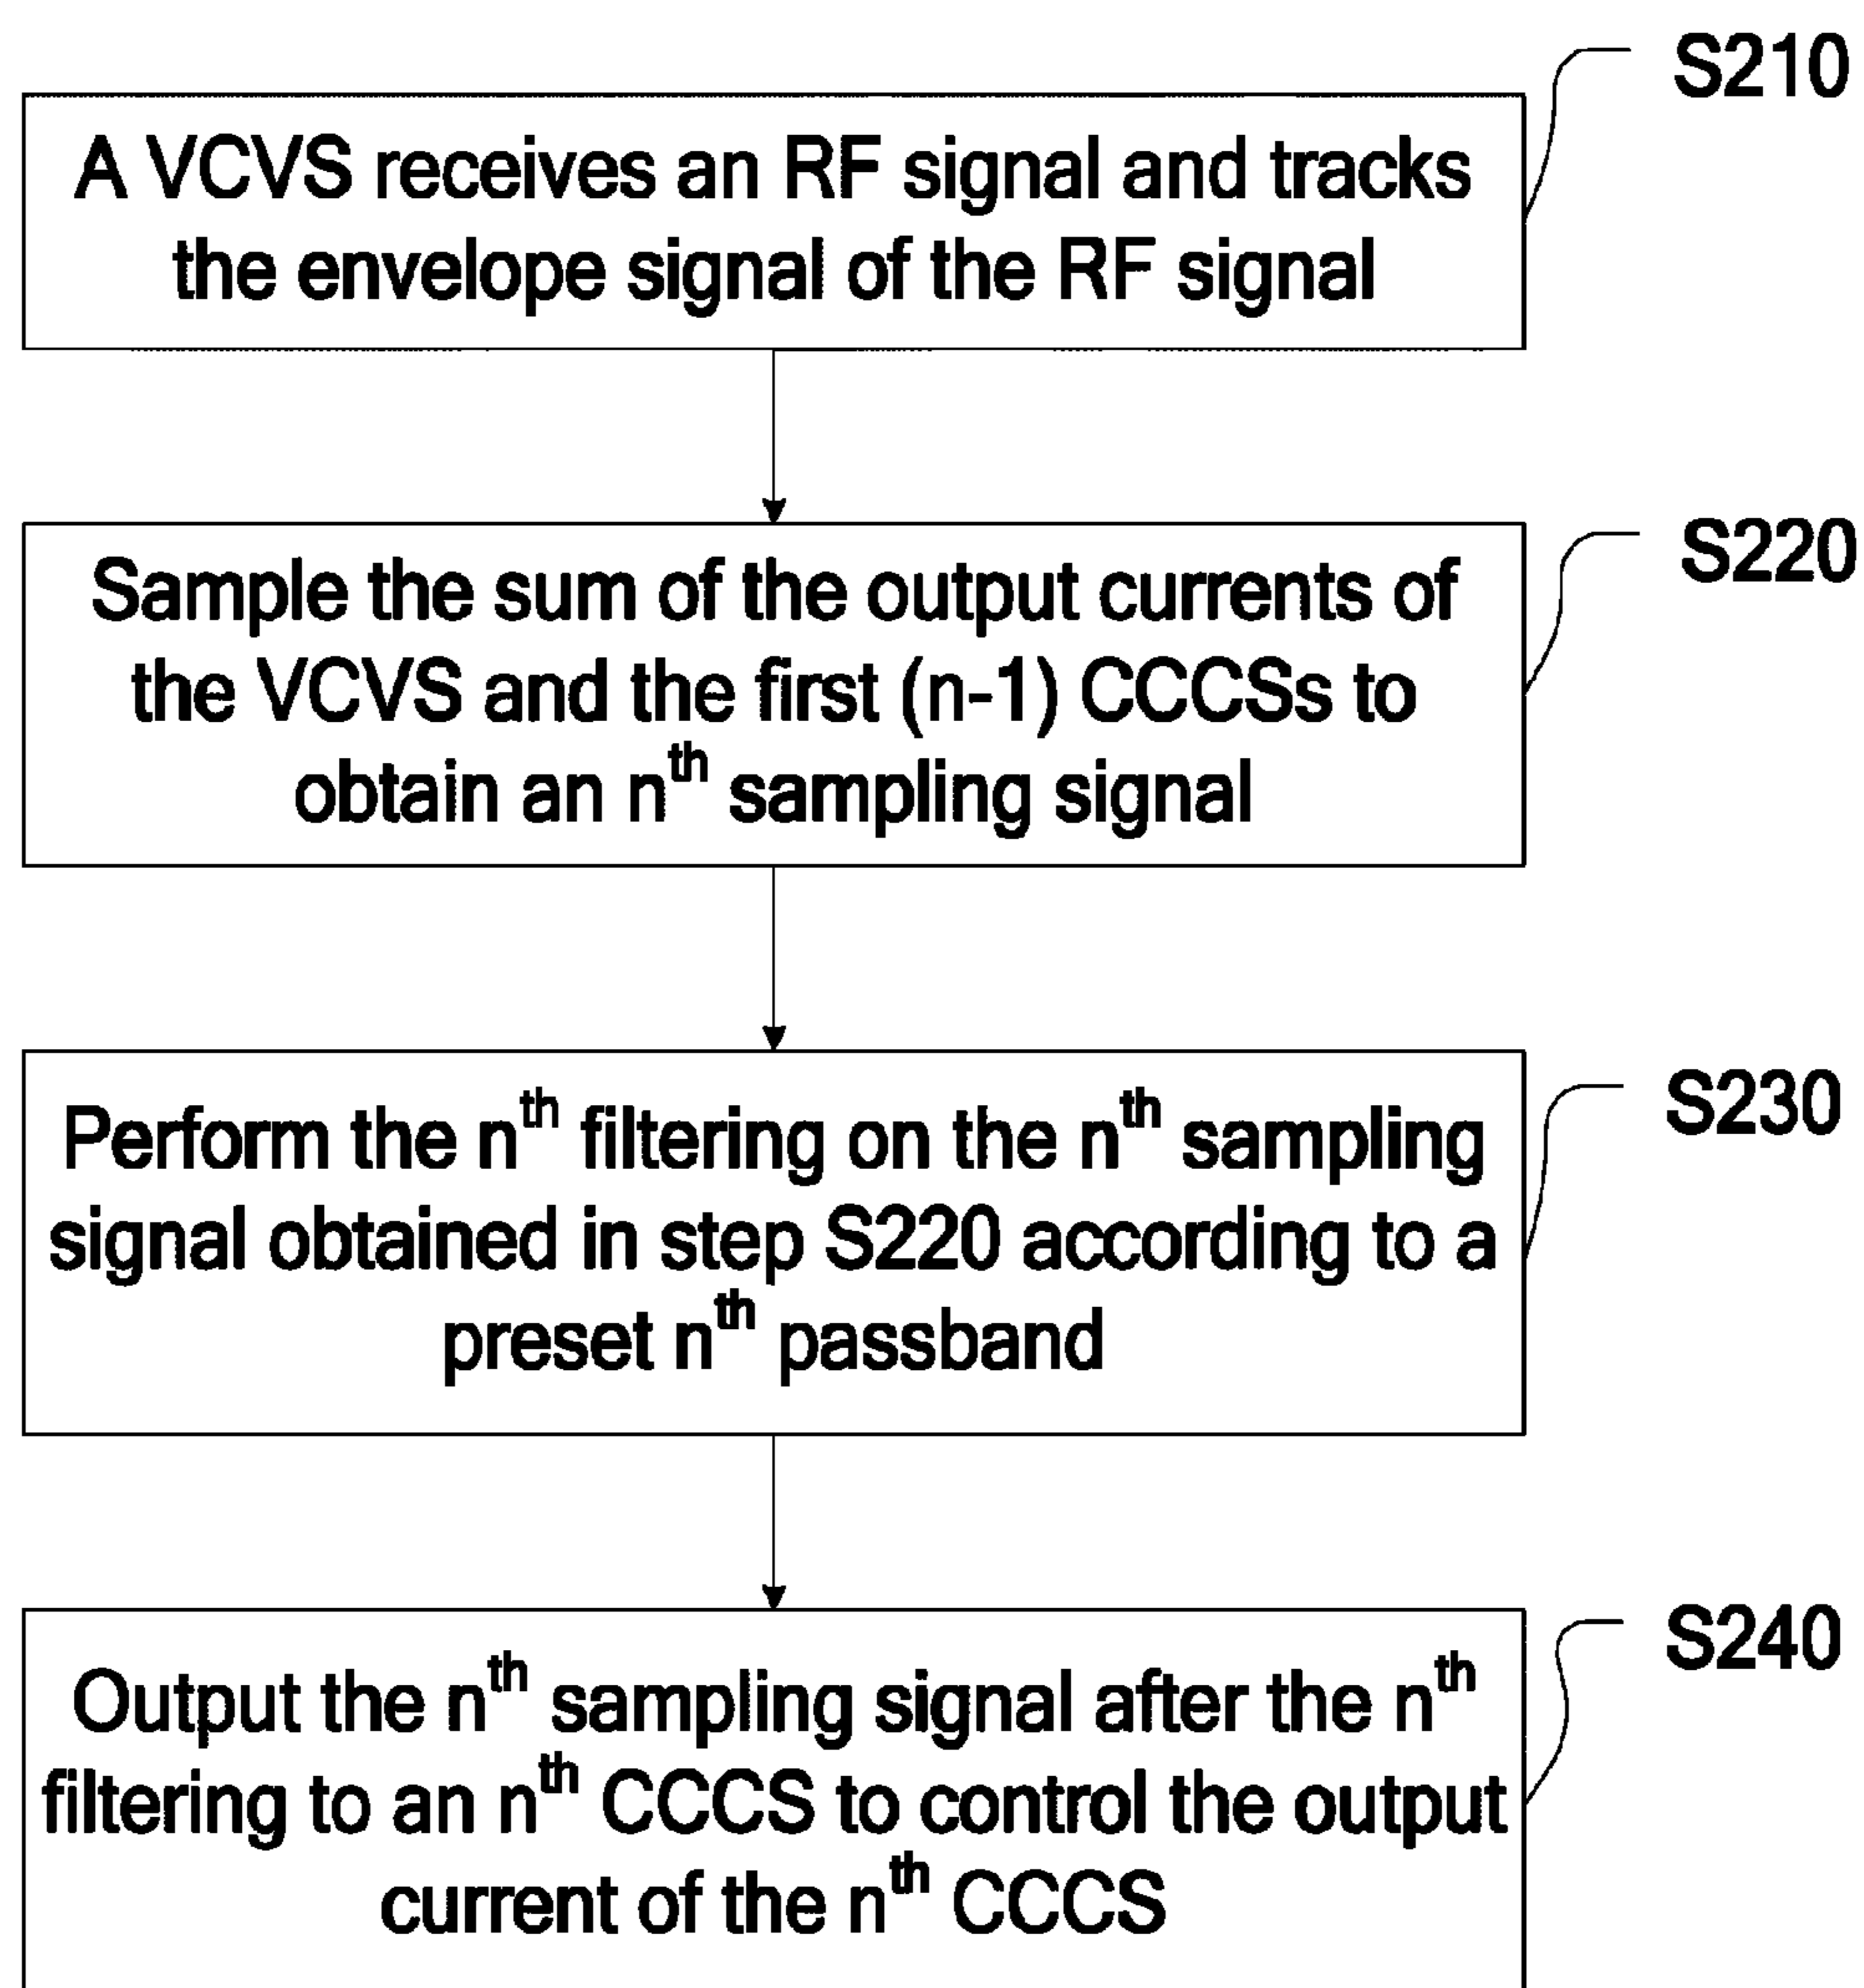 S210
A VCVS receives an RF signal and tracks
the envelope signal of the RF signal
S220
Sample the sum of the output currents of
the VCVS and the first (n-1) CCCSs to
obtain an nth sampling signal
S230
Perform the nth filtering on the nth sampling
signal obtained in step S220 according to a
preset nth passband
S240
Output the nth sampling signal after the nth
filtering to an nth CCCS to control the output
current of the nth CCCS